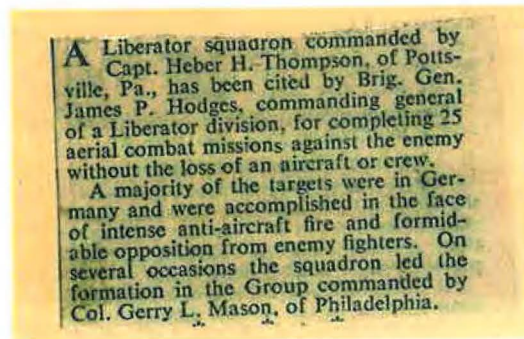 A Liberator squadron commanded by
Capt. Heber H. Thompson, of Potts-
ville, Pa., has been cited by Brig. Gen.
James P. Hodges, commanding general
of a Liberator division, for completing 25
aerial combat missions against the enemy
without the loss of an aircraft or crew.
A majority of the targets were in Ger-
many and were accomplished in the face
of intense anti-aircraft fire and formid-
able opposition from enemy fighters. On
several occasions the squadron led the
formation in the Group commanded by
Col. Gerry L. Mason, of Philadelphia.